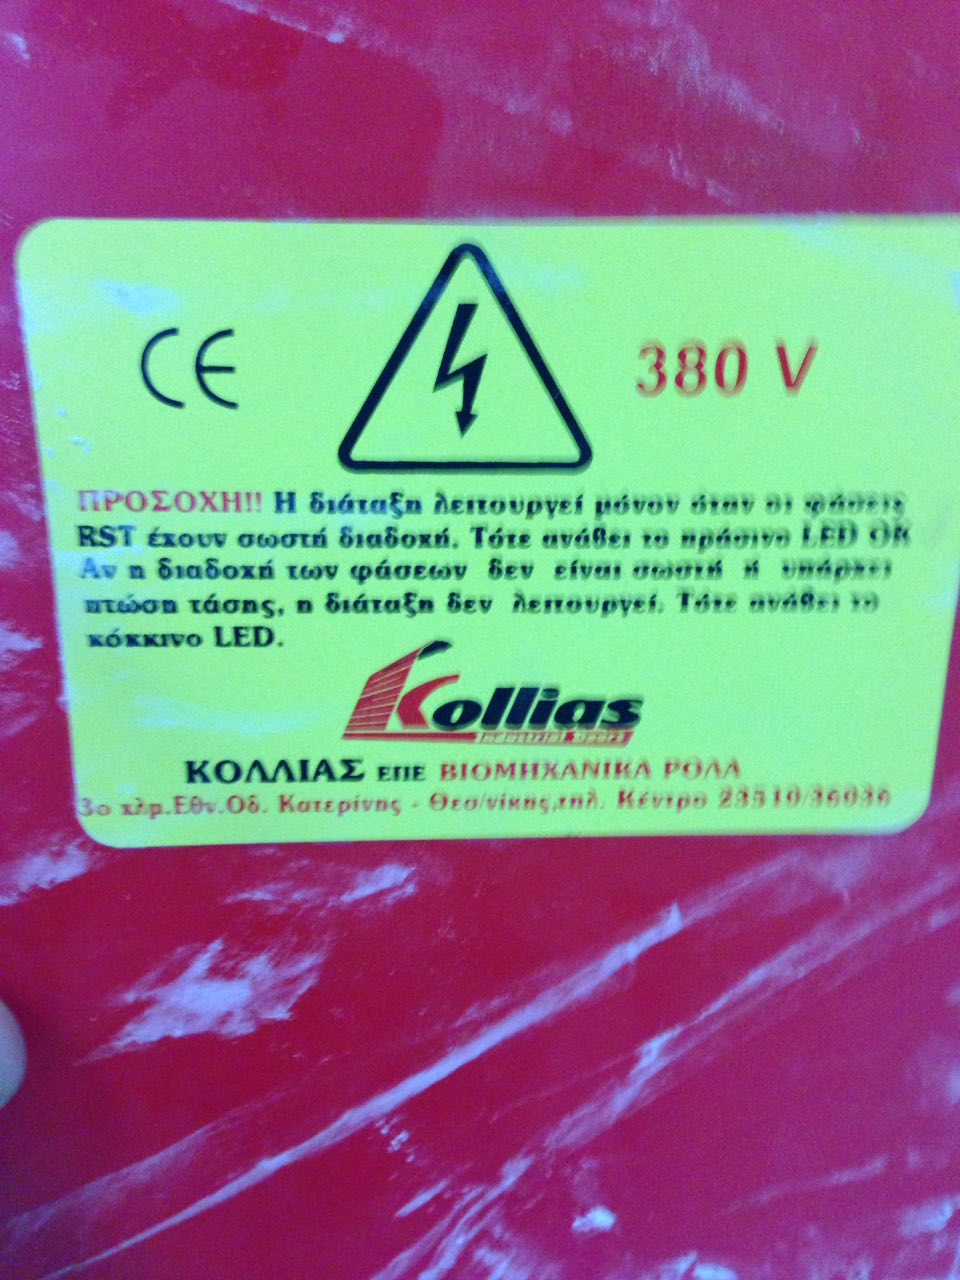 CE
380 V
ΠΡΟΣΟΧΗ!! Η διάταξη λειτουργεί μόνον όταν οι φάσεις
RST έχουν σωστή διαδοχή. Τότε ανάβει το πράσινο LED OK
Αν η διαδοχή των φάσεων δεν είναι σωστή ή υπάρχει
πτώση τάσης, η διάταξη δεν λειτουργεί. Τότε ανάβει το
κόκκινο LED.
Kollias
Industrial Doors
ΚΟΛΛΙΑΣ ΕΠΕ ΒΙΟΜΗΧΑΝΙΚΑ ΡΟΛΑ
3ο χλμ.Εθν.Οδ. Κατερίνης - Θεσ/νίκης,τηλ. Κέντρο 23510/36036